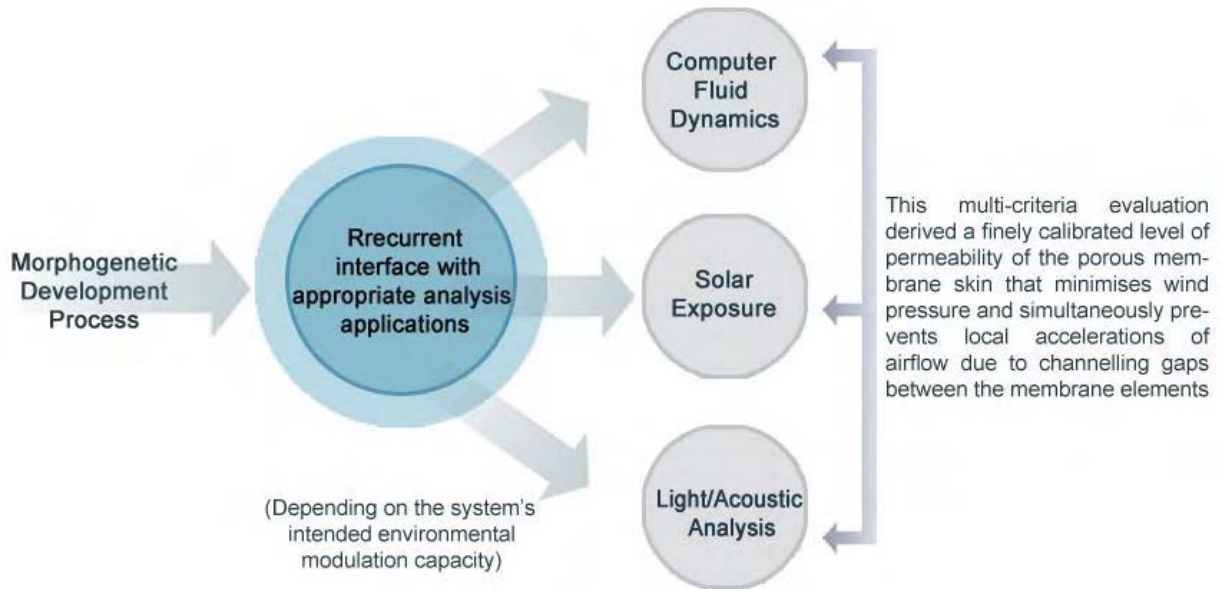 Morphogenetic
Development
Process
Rrecurrent
interface with
appropriate analysis
applications
(Depending on the system's
intended environmental
modulation capacity)
Computer
Fluid
Dynamics
Solar
Exposure
Light/Acoustic
Analysis
This multi-criteria evaluation
derived a finely calibrated level of
permeability of the porous mem-
brane skin that minimises wind
pressure and simultaneously pre-
vents local accelerations of
airflow due to channelling gaps
between the membrane elements